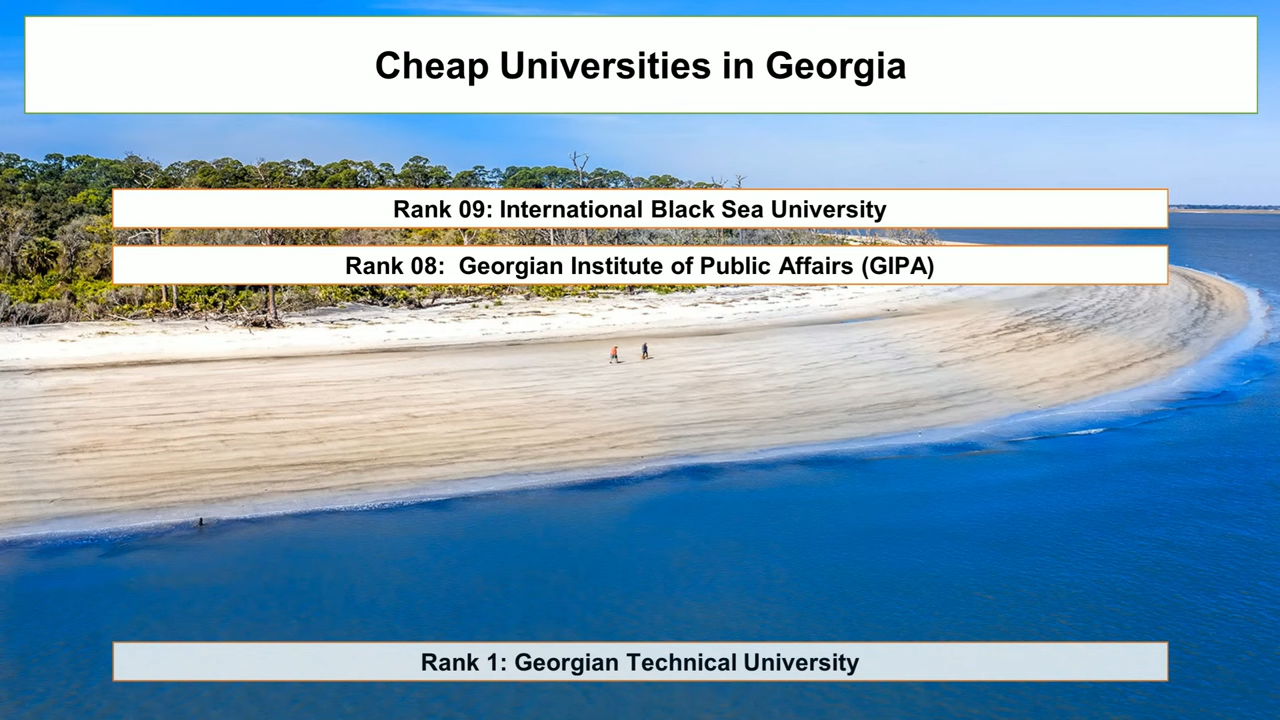 Cheap Universities in Georgia
Rank 09: International Black Sea University
Rank 08:  Georgian Institute of Public Affairs (GIPA)
Rank 1: Georgian Technical University